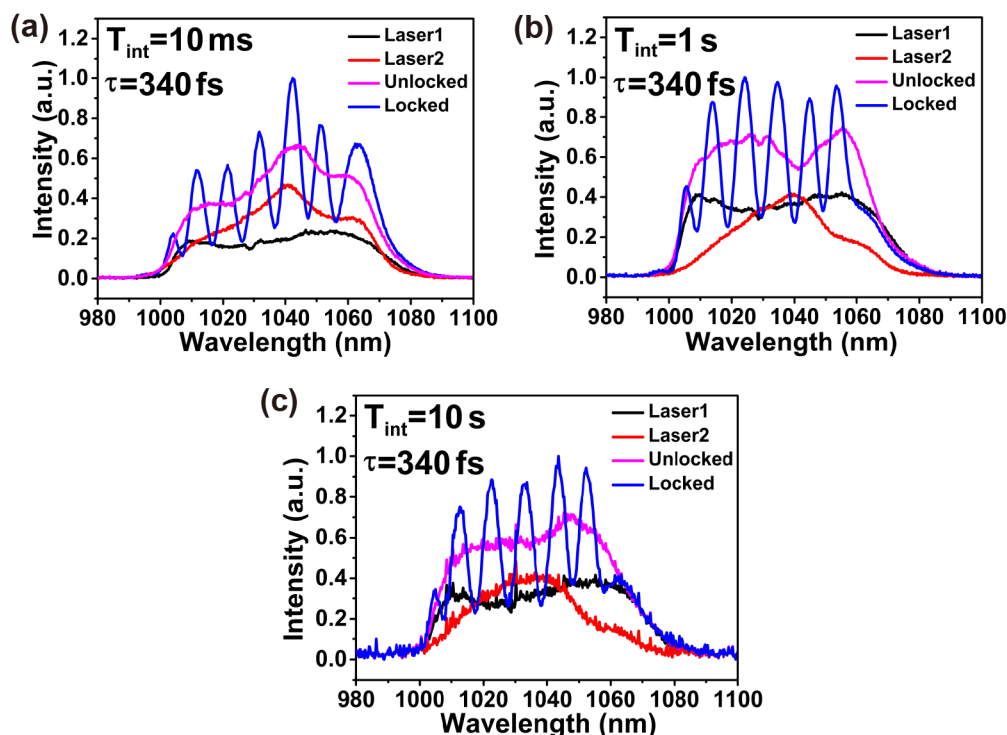 (a)
T_int=10 ms
τ=340 fs
Laser1
Laser2
Unlocked
Locked
Intensity (a.u.)
1.2
1.0
0.8
0.6
0.4
0.2
0.0
980 1000 1020 1040 1060 1080 1100
Wavelength (nm)
(b)
T_int=1 s
τ=340 fs
Laser1
Laser2
Unlocked
Locked
Intensity (a.u.)
1.2
1.0
0.8
0.6
0.4
0.2
0.0
980 1000 1020 1040 1060 1080 1100
Wavelength (nm)
(c)
T_int=10 s
τ=340 fs
Laser1
Laser2
Unlocked
Locked
Intensity (a.u.)
1.2
1.0
0.8
0.6
0.4
0.2
0.0
980 1000 1020 1040 1060 1080 1100
Wavelength (nm)